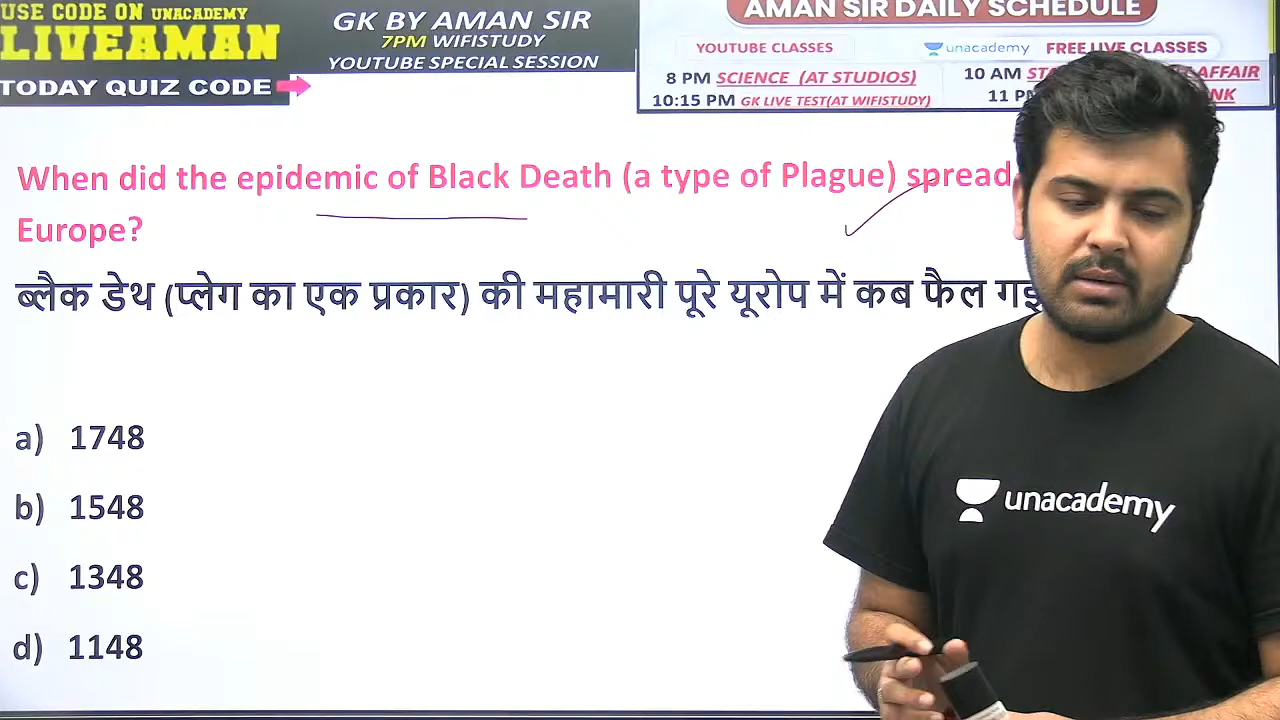 USE CODE ON UNACADEMY
LIVEAMAN
TODAY QUIZ CODE
GK BY AMAN SIR
7PM WIFISTUDY
YOUTUBE SPECIAL SESSION
AMAN SIR DAILY SCHEDULE
YOUTUBE CLASSES
unacademy FREE LIVE CLASSES
8 PM SCIENCE (AT STUDIOS)
10:15 PM GK LIVE TEST(AT WIFISTUDY)
10 AM AFFAIR
11
When did the epidemic of Black Death (a type of Plague) spread
Europe?
ब्लैक डेथ (प्लेग का एक प्रकार) की महामारी पूरे यूरोप में कब फैल
a) 1748
b) 1548
c) 1348
d) 1148
unacademy